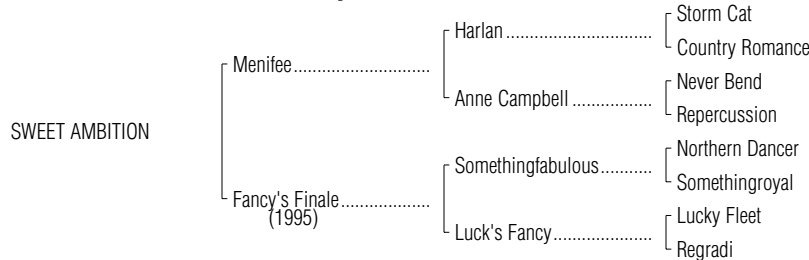 Storm Cat
Harlan
Country Romance
Menifee
Never Bend
Anne Campbell
Repercussion
SWEET AMBITION
Northern Dancer
Somethingfabulous
Somethingroyal
Fancy's Finale
(1995)
Lucky Fleet
Luck's Fancy
Regradi